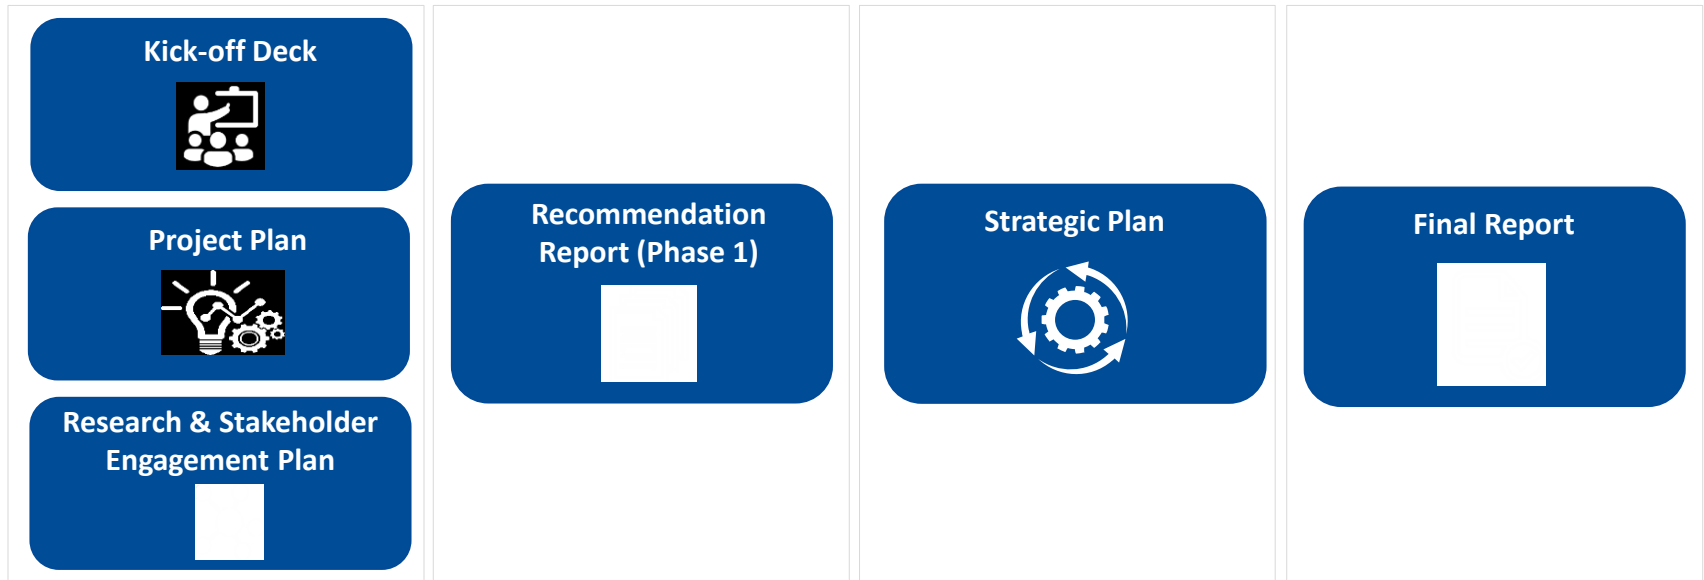 Kick-off Deck
Project Plan
Research & Stakeholder
Engagement Plan
Recommendation
Report (Phase 1)
Strategic Plan
Final Report